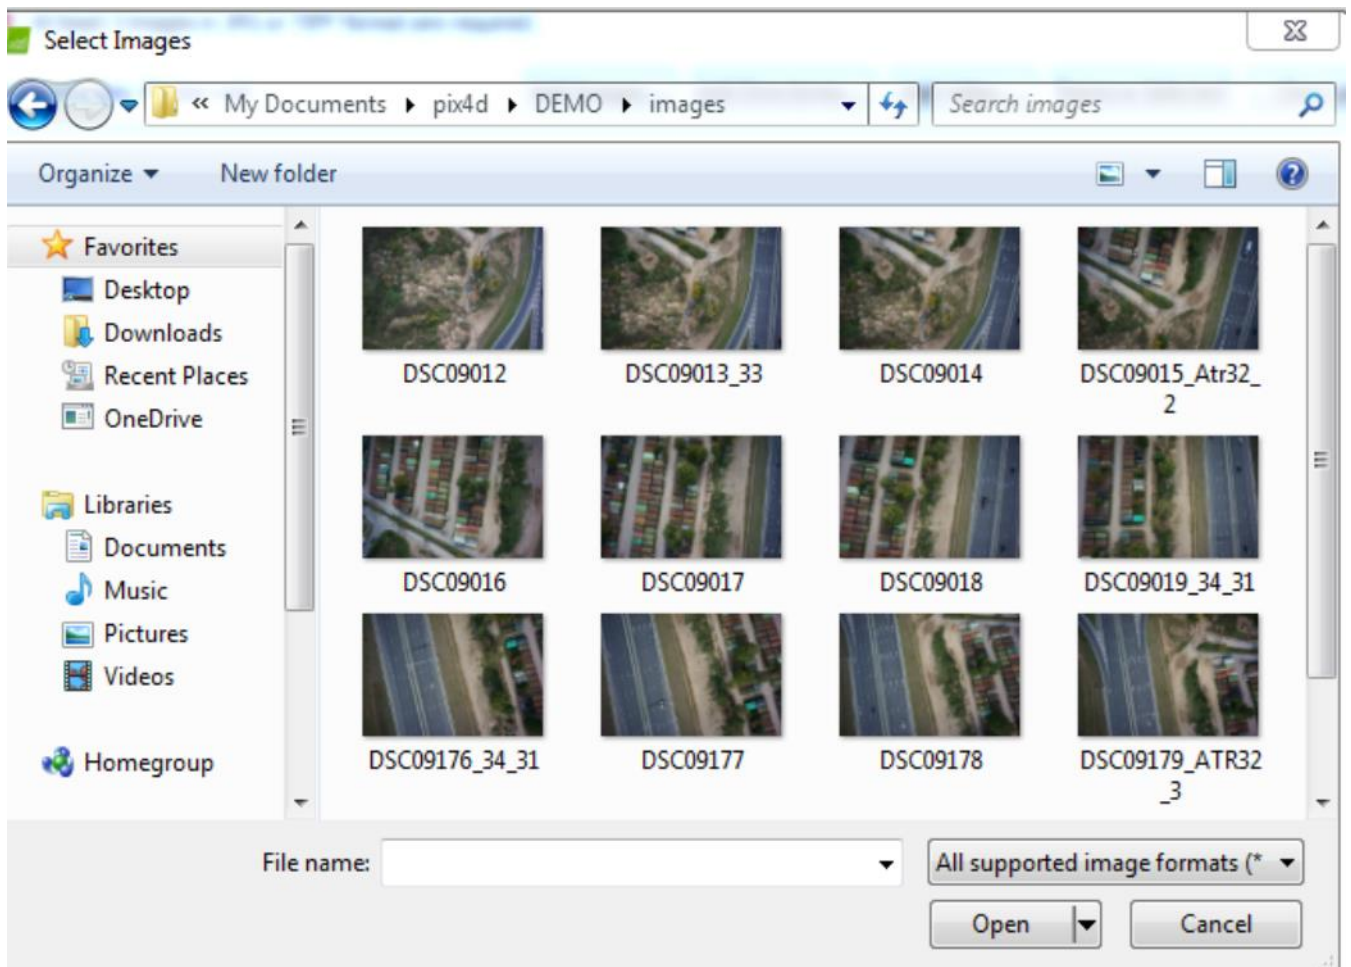 Select Images
« My Documents pix4d DEMO images
Search images
Organize
New folder
Favorites
Desktop
Downloads
Recent Places
OneDrive
Libraries
Documents
Music
Pictures
Videos
Homegroup
DSC09012
DSC09013_33
DSC09014
DSC09015_Atr32_
2
DSC09016
DSC09017
DSC09018
DSC09019_34_31
DSC09176_34_31
DSC09177
DSC09178
DSC09179_ATR32
_3
File name:
All supported image formats (*
Open
Cancel